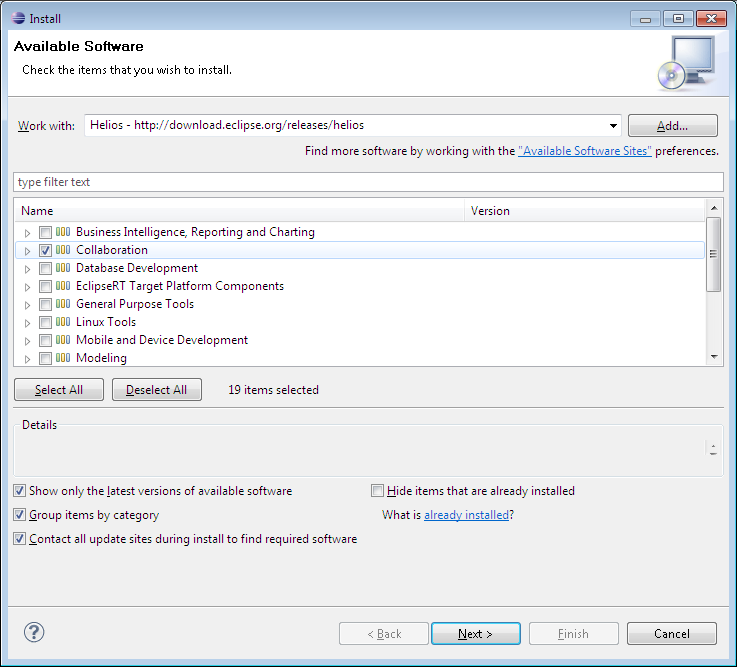 Install
Available Software
Check the items that you wish to install.
Work with: Helios - http://download.eclipse.org/releases/helios Add...
Find more software by working with the "Available Software Sites" preferences.
type filter text
Name Version
Business Intelligence, Reporting and Charting
Collaboration
Database Development
EclipseRT Target Platform Components
General Purpose Tools
Linux Tools
Mobile and Device Development
Modeling
Select All Deselect All 19 items selected
Details
Show only the latest versions of available software Hide items that are already installed
Group items by category What is already installed?
Contact all update sites during install to find required software
? < Back Next > Finish Cancel